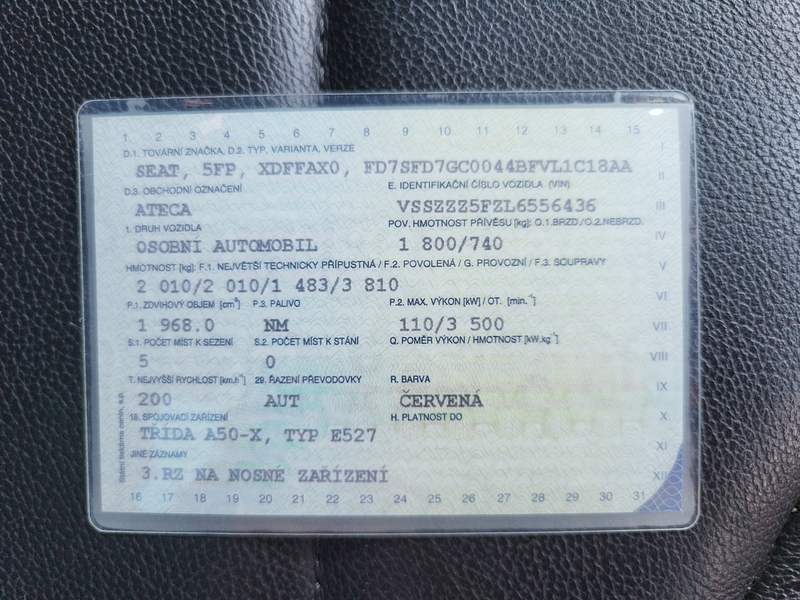 1 2 3 4 5 6 7 8 9 10 11 12 13 14 15
I
D.1. TOVÁRNÍ ZNAČKA, D.2. TYP, VARIANTA, VERZE
SEAT, 5FP, XDFFAX0, FD7SFD7GC0044BFVL1C18AA
II
D.3. OBCHODNÍ OZNAČENÍ E. IDENTIFIKAČNÍ ČÍSLO VOZIDLA (VIN)
ATECA VSSZZZ5FZL6556436
III
1. DRUH VOZIDLA POV. HMOTNOST PŘÍVĚSU [kg]: O.1.BRZD./O.2.NEBRZD.
OSOBNÍ AUTOMOBIL 1 800/740
IV
HMOTNOST [kg]: F.1. NEJVĚTŠÍ TECHNICKY PŘÍPUSTNÁ / F.2. POVOLENÁ / G. PROVOZNÍ / F.3. SOUPRAVY
V
2 010/2 010/1 483/3 810
P.1. ZDVIHOVÝ OBJEM [cm³] P.3. PALIVO P.2. MAX. VÝKON [kW] / OT. [min.⁻¹]
VI
1 968.0 NM 110/3 500
VII
S.1. POČET MÍST K SEZENÍ S.2. POČET MÍST K STÁNÍ Q. POMĚR VÝKON / HMOTNOST [kW.kg⁻¹]
5 0
VIII
T. NEJVYŠŠÍ RYCHLOST [km.h⁻¹] 29. ŘAZENÍ PŘEVODOVKY R. BARVA
IX
200 AUT ČERVENÁ
19. SPOJOVACÍ ZAŘÍZENÍ H. PLATNOST DO
X
TŘÍDA A50-X, TYP E527
XI
JINÉ ZÁZNAMY
3.RZ NA NOSNÉ ZAŘÍZENÍ
XII
16 17 18 19 20 21 22 23 24 25 26 27 28 29 30 31
Státní tiskárna cenin, s.p.